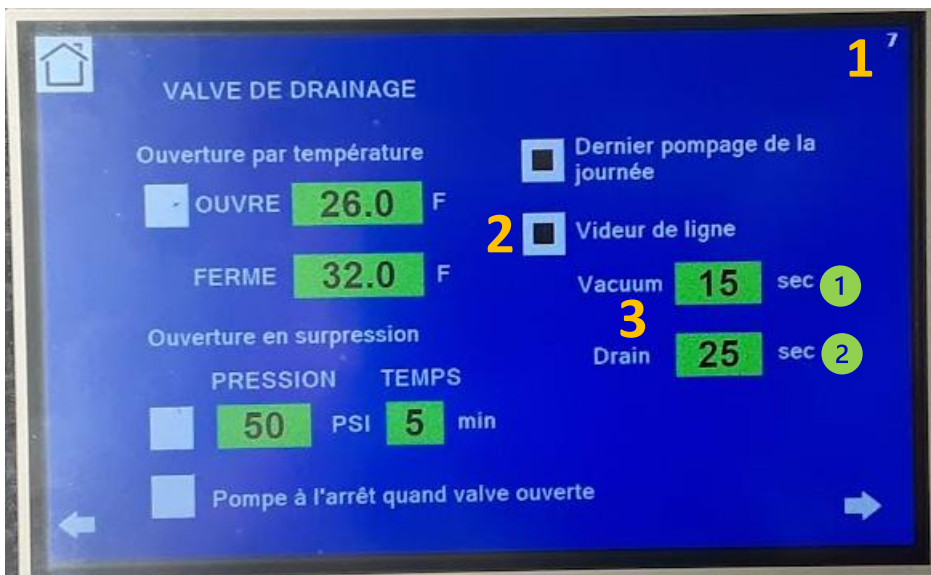 7
1
VALVE DE DRAINAGE
Ouverture par température
OUVRE 26.0 F
FERME 32.0 F
Ouverture en surpression
PRESSION TEMPS
50 PSI 5 min
Pompe à l'arrêt quand valve ouverte
Dernier pompage de la
journée
2 Videur de ligne
Vacuum 15 sec 1
3
Drain 25 sec 2